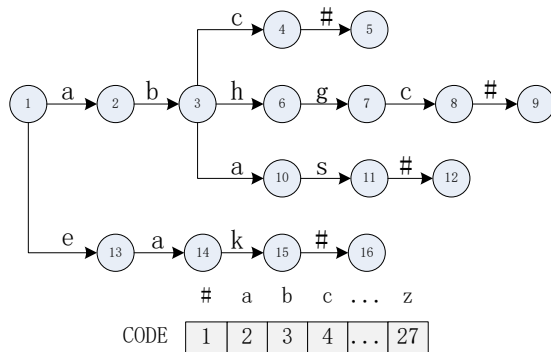 c # 4 5
1 a 2 b 3 h 6 g 7 c 8 # 9
a 10 s 11 # 12
e 13 a 14 k 15 # 16
# a b c ... z
CODE 1 2 3 4 ... 27